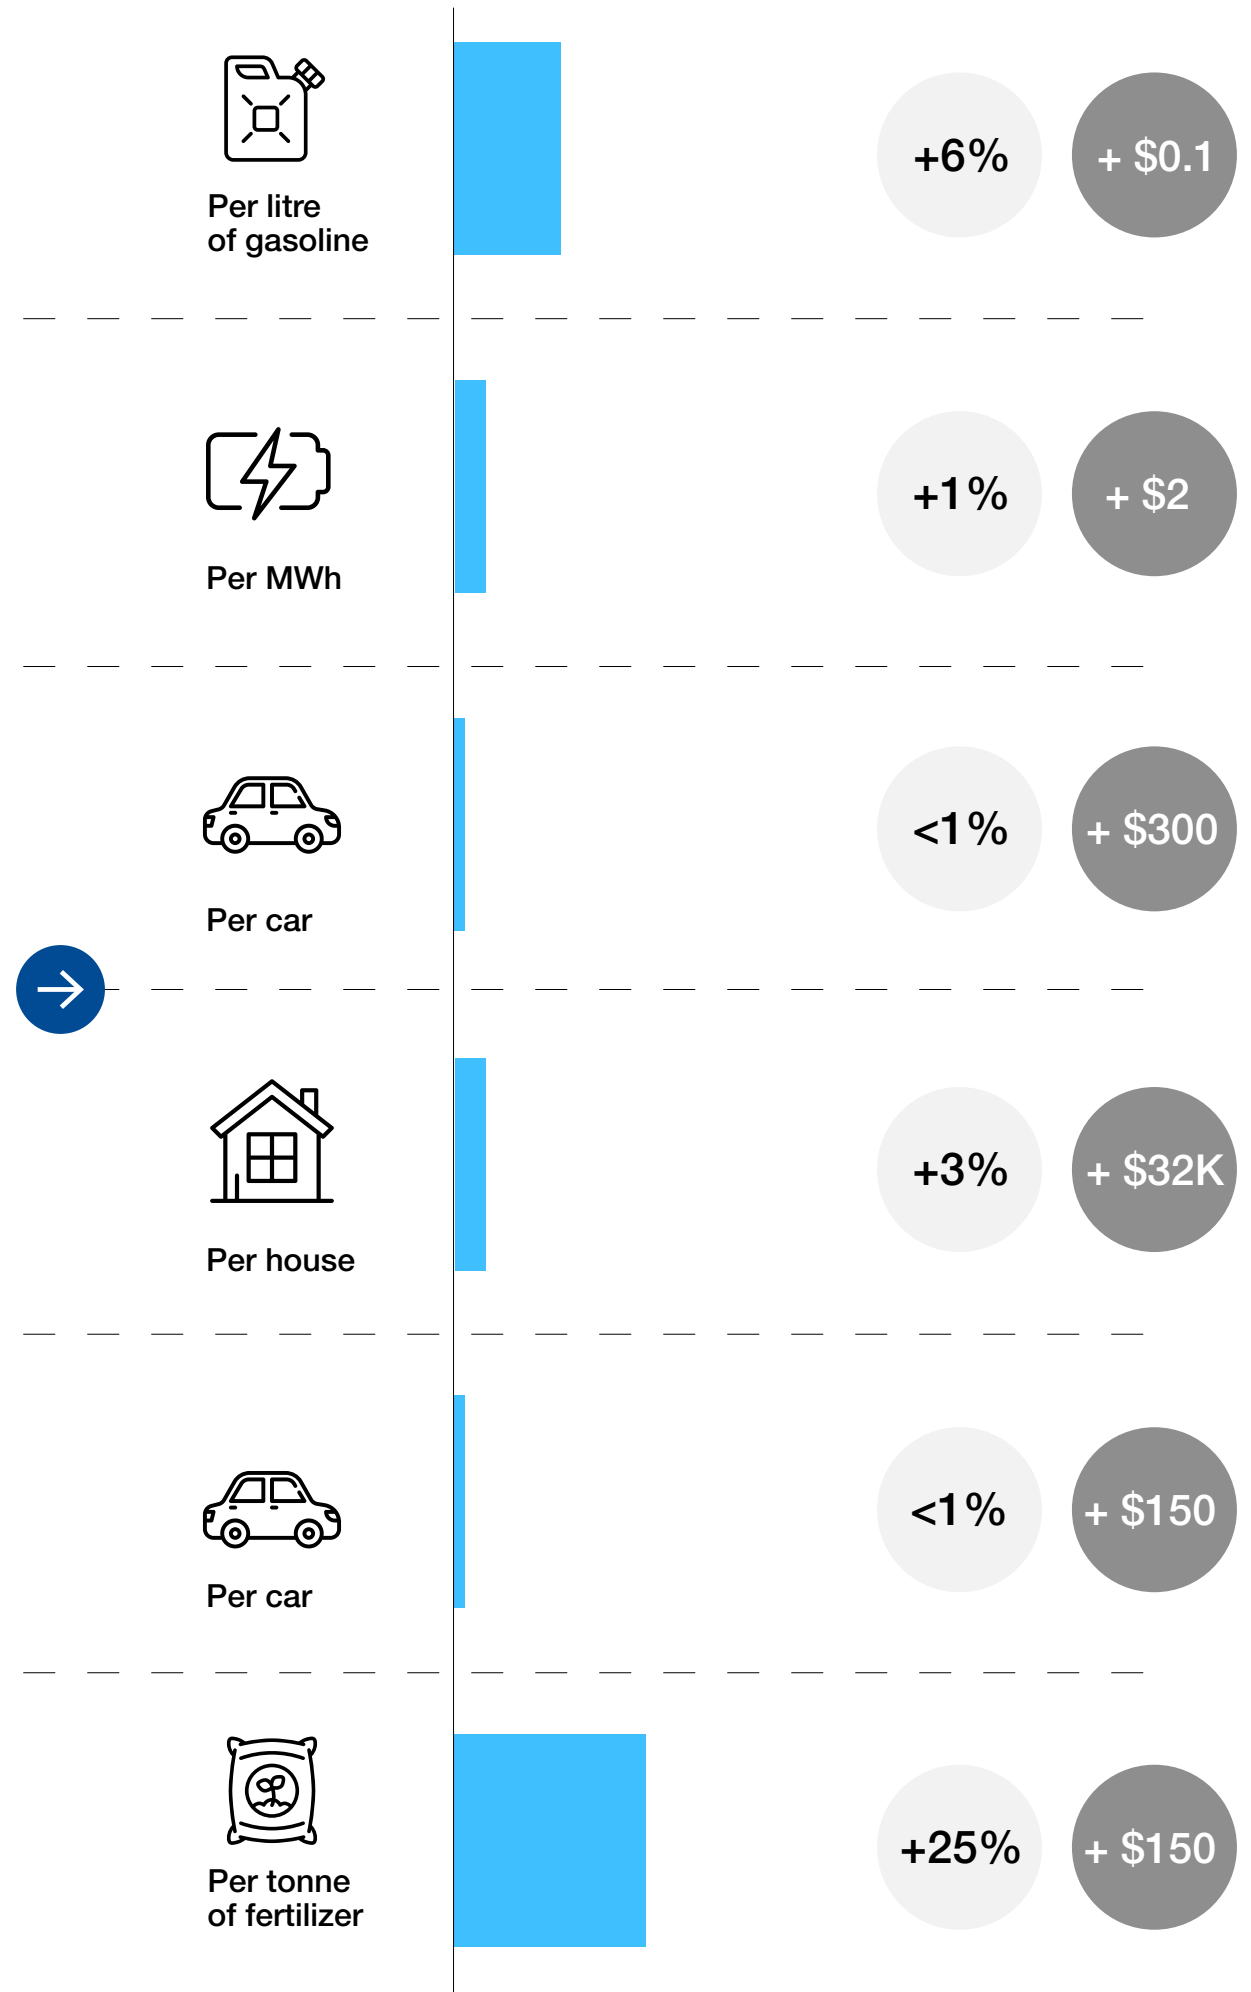 +6%
+ $0.1
Per litre
of gasoline
+1%
+ $2
Per MWh
<1%
+ $300
Per car
+3%
+ $32K
Per house
<1%
+ $150
Per car
+25%
+ $150
Per tonne
of fertilizer